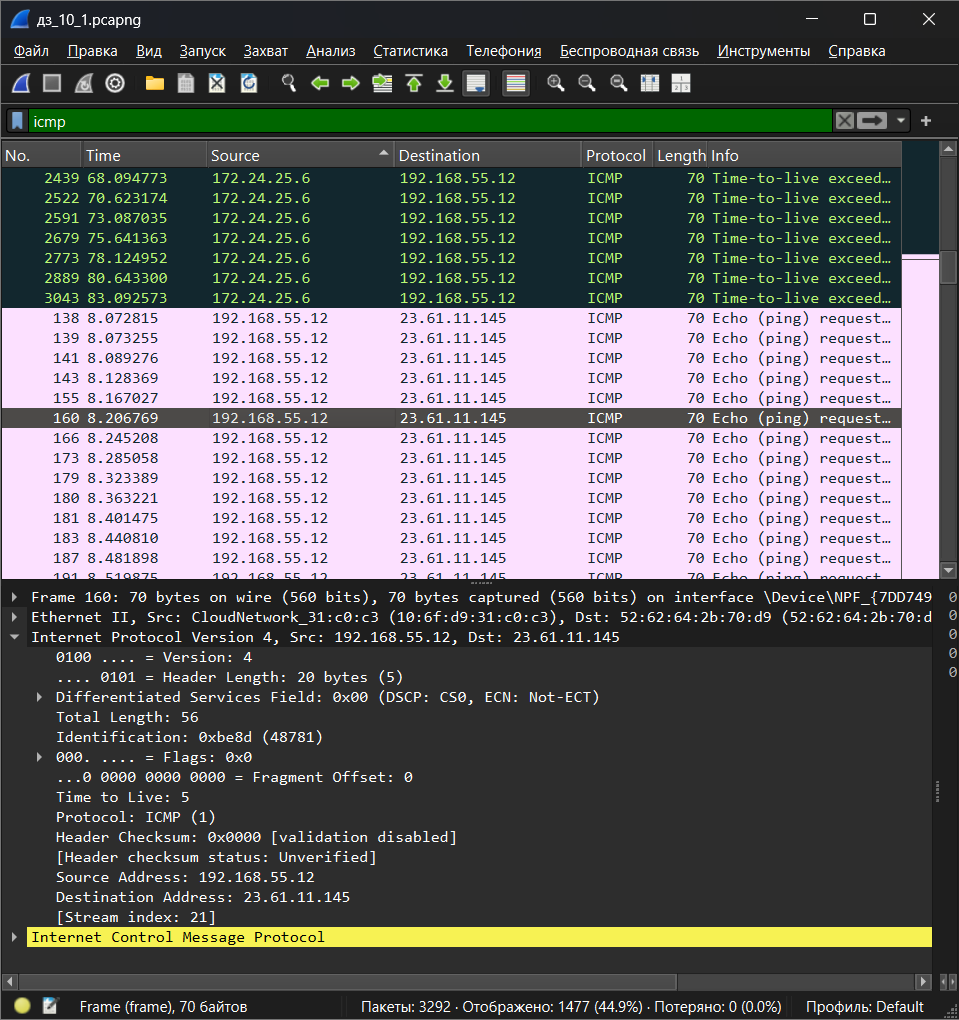 дз_10_1.pcapng
Файл Правка Вид Запуск Захват Анализ Статистика Телефония Беспроводная связь Инструменты Справка
icmp
No. Time Source Destination Protocol Length Info
2439 68.094773 172.24.25.6 192.168.55.12 ICMP 70 Time-to-live exceed…
2522 70.623174 172.24.25.6 192.168.55.12 ICMP 70 Time-to-live exceed…
2591 73.087035 172.24.25.6 192.168.55.12 ICMP 70 Time-to-live exceed…
2679 75.641363 172.24.25.6 192.168.55.12 ICMP 70 Time-to-live exceed…
2773 78.124952 172.24.25.6 192.168.55.12 ICMP 70 Time-to-live exceed…
2889 80.643300 172.24.25.6 192.168.55.12 ICMP 70 Time-to-live exceed…
3043 83.092573 172.24.25.6 192.168.55.12 ICMP 70 Time-to-live exceed…
138 8.072815 192.168.55.12 23.61.11.145 ICMP 70 Echo (ping) request…
139 8.073255 192.168.55.12 23.61.11.145 ICMP 70 Echo (ping) request…
141 8.089276 192.168.55.12 23.61.11.145 ICMP 70 Echo (ping) request…
143 8.128369 192.168.55.12 23.61.11.145 ICMP 70 Echo (ping) request…
155 8.167027 192.168.55.12 23.61.11.145 ICMP 70 Echo (ping) request…
160 8.206769 192.168.55.12 23.61.11.145 ICMP 70 Echo (ping) request…
166 8.245208 192.168.55.12 23.61.11.145 ICMP 70 Echo (ping) request…
173 8.285058 192.168.55.12 23.61.11.145 ICMP 70 Echo (ping) request…
179 8.323389 192.168.55.12 23.61.11.145 ICMP 70 Echo (ping) request…
180 8.363221 192.168.55.12 23.61.11.145 ICMP 70 Echo (ping) request…
181 8.401475 192.168.55.12 23.61.11.145 ICMP 70 Echo (ping) request…
183 8.440810 192.168.55.12 23.61.11.145 ICMP 70 Echo (ping) request…
187 8.481898 192.168.55.12 23.61.11.145 ICMP 70 Echo (ping) request…
191 8.519875 192.168.55.12 23.61.11.145 ICMP 70 Echo (ping) request…
Frame 160: 70 bytes on wire (560 bits), 70 bytes captured (560 bits) on interface \Device\NPF_{7DD749
Ethernet II, Src: CloudNetwork_31:c0:c3 (10:6f:d9:31:c0:c3), Dst: 52:62:64:2b:70:d9 (52:62:64:2b:70:d
Internet Protocol Version 4, Src: 192.168.55.12, Dst: 23.61.11.145
0100 .... = Version: 4
.... 0101 = Header Length: 20 bytes (5)
Differentiated Services Field: 0x00 (DSCP: CS0, ECN: Not-ECT)
Total Length: 56
Identification: 0xbe8d (48781)
000. .... = Flags: 0x0
...0 0000 0000 0000 = Fragment Offset: 0
Time to Live: 5
Protocol: ICMP (1)
Header Checksum: 0x0000 [validation disabled]
[Header checksum status: Unverified]
Source Address: 192.168.55.12
Destination Address: 23.61.11.145
[Stream index: 21]
Internet Control Message Protocol
0
0
0
0
0
Frame (frame), 70 байтов Пакеты: 3292 · Отображено: 1477 (44.9%) · Потеряно: 0 (0.0%) Профиль: Default